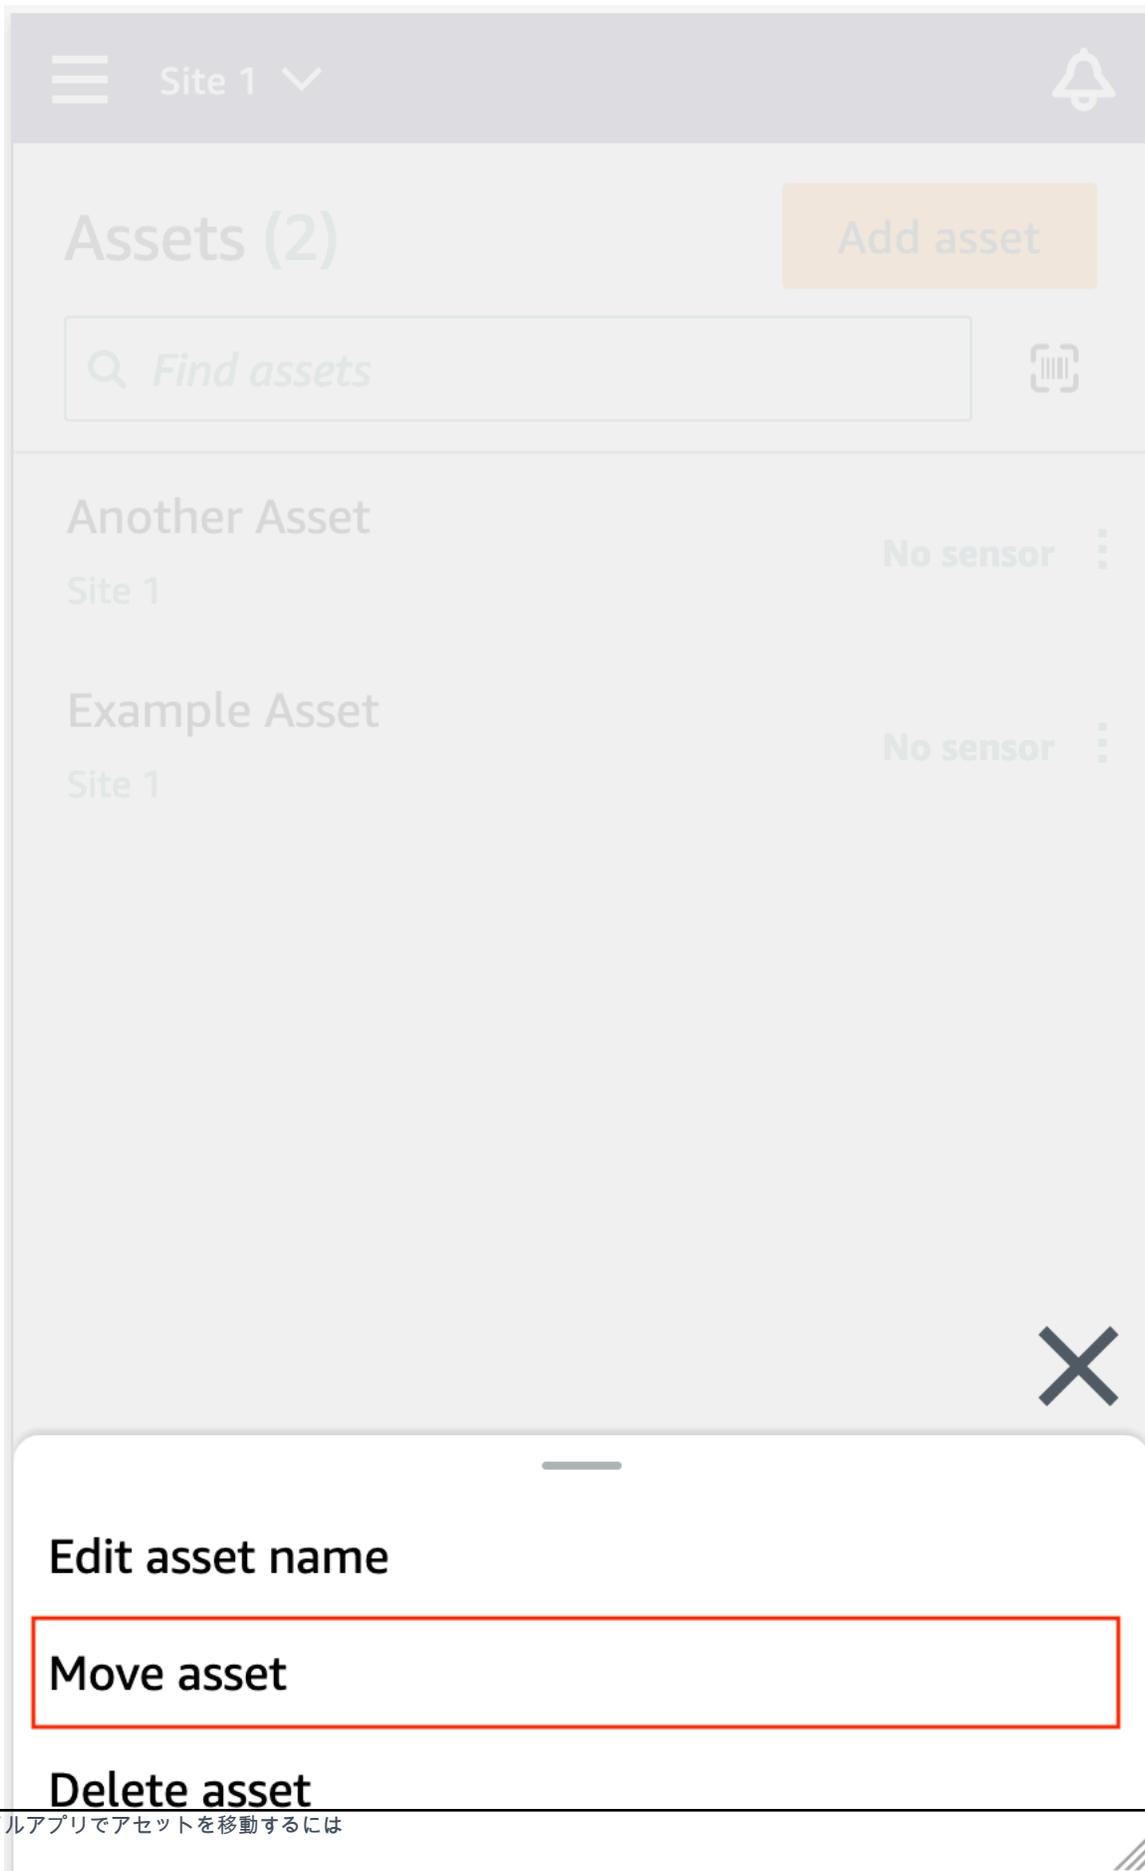 Site 1
Assets (2)
Add asset
Find assets
Another Asset
Site 1
No sensor
Example Asset
Site 1
No sensor
Edit asset name
Move asset
Delete asset
ルアプリでアセットを移動するには